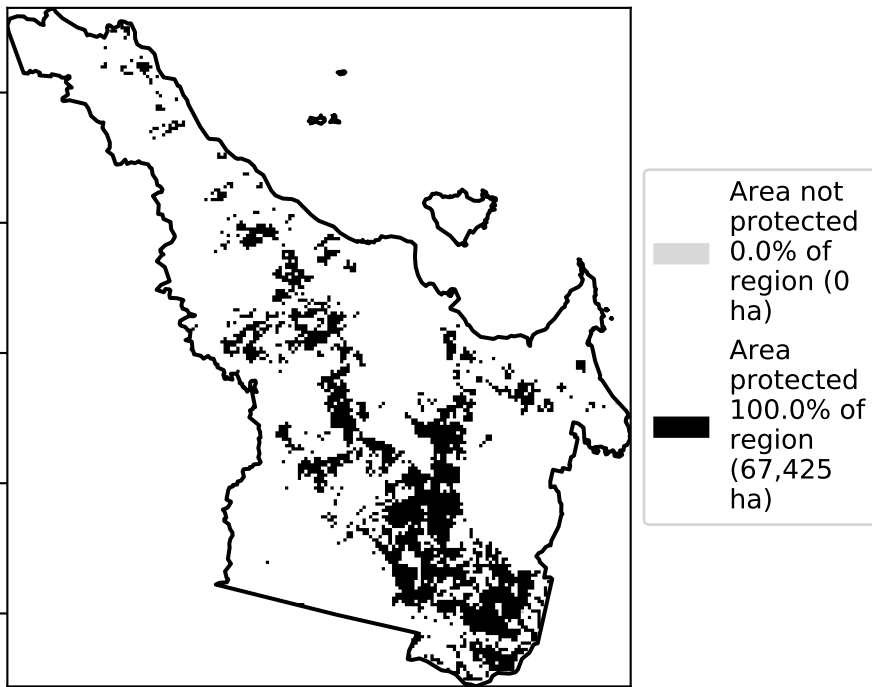 Area not
protected
0.0% of
region (0
ha)
Area
protected
100.0% of
region
(67,425
ha)